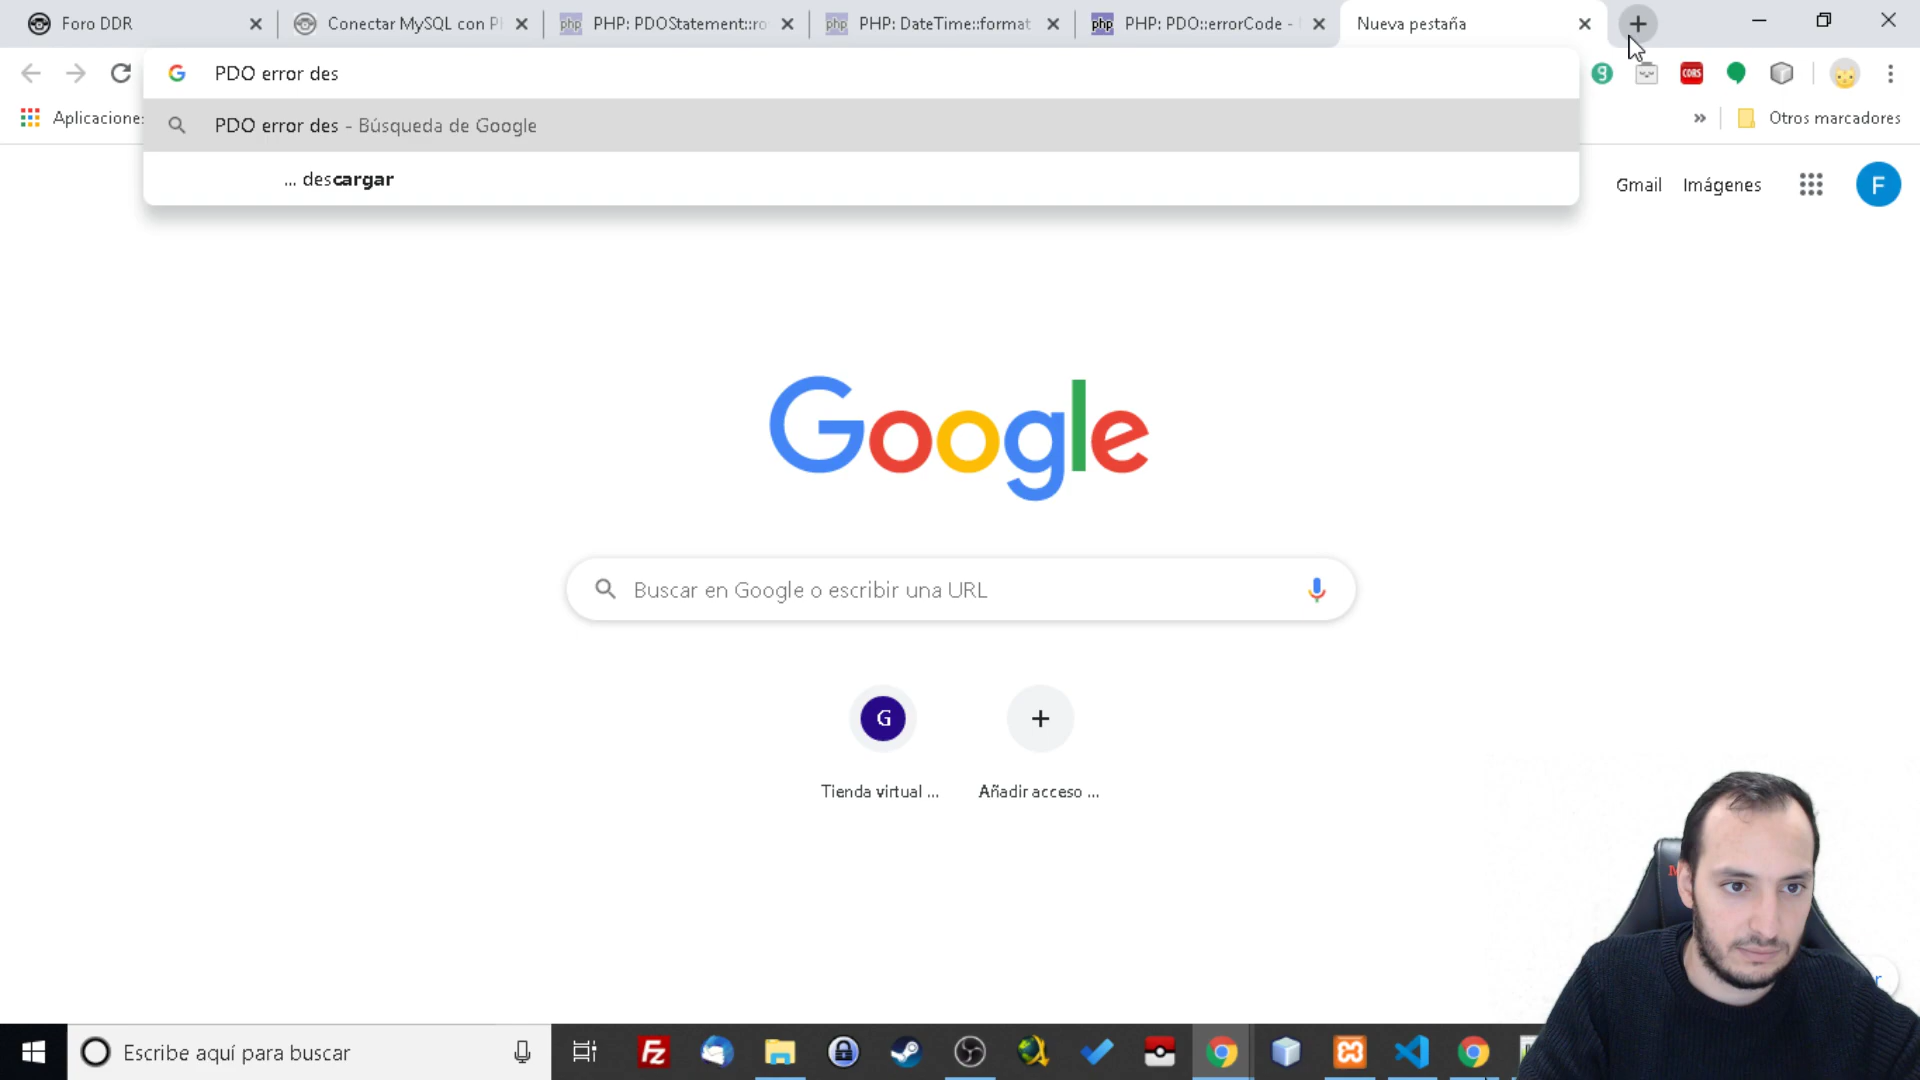 Foro DDR
Conectar MySQL con P
PHP: PDOStatement::ro
PHP: DateTime::format
PHP: PDO::errorCode -
Nueva pestaña
PDO error des
Aplicacione
PDO error des - Búsqueda de Google
... descargar
Otros marcadores
Gmail
Imágenes
F
Google
Buscar en Google o escribir una URL
G
Tienda virtual ...
Añadir acceso ...
Escribe aquí para buscar